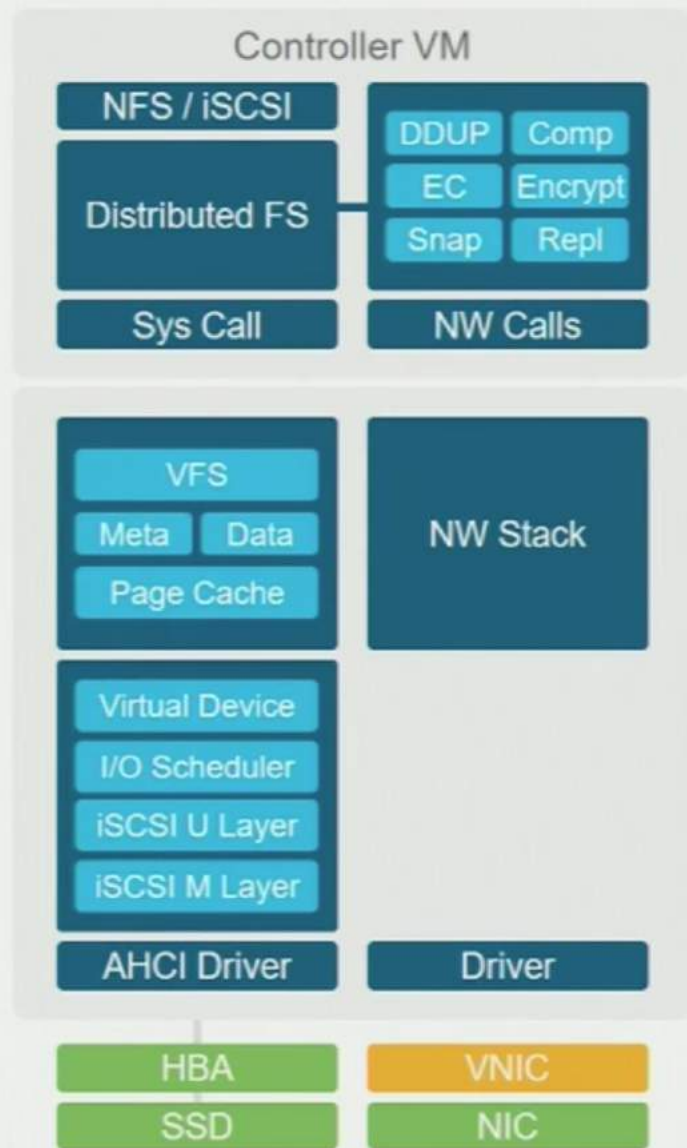 Controller VM
NFS / iSCSI
Distributed FS
DDUP Comp
EC Encrypt
Snap Repl
Sys Call
NW Calls
VFS
Meta Data
Page Cache
NW Stack
Virtual Device
I/O Scheduler
iSCSI U Layer
iSCSI M Layer
AHCI Driver
Driver
HBA
VNIC
SSD
NIC